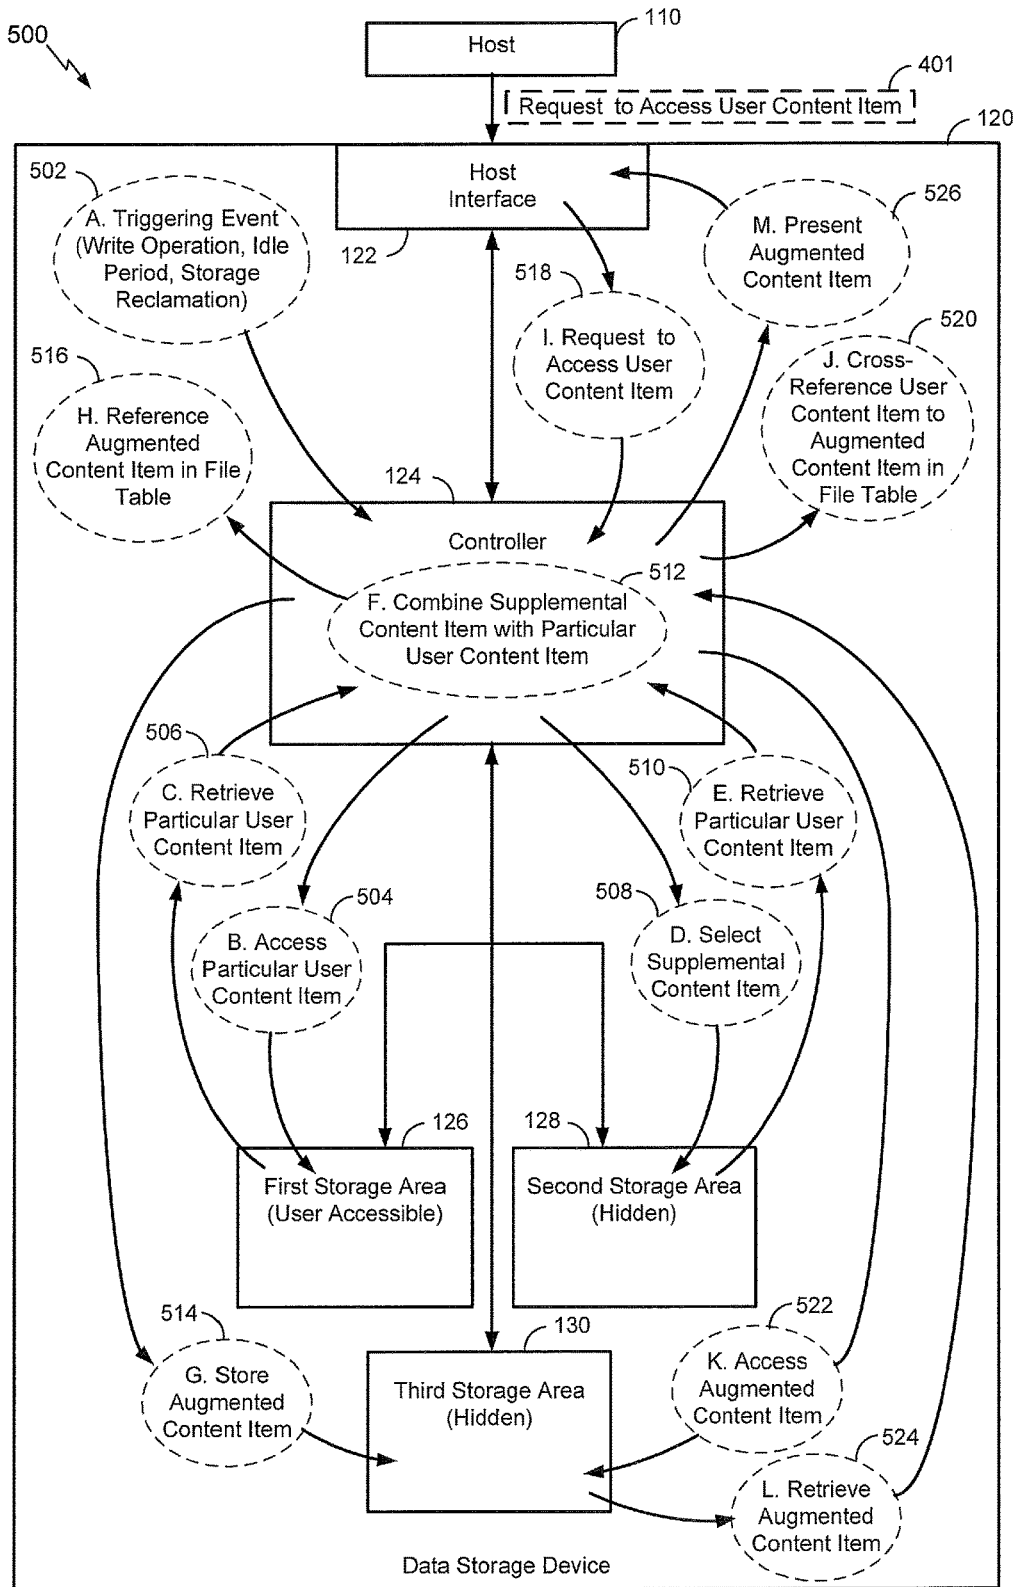 500
Host
110
401
Request to Access User Content Item
120
502
A. Triggering Event
(Write Operation, Idle
Period, Storage
Reclamation)
Host
Interface
122
526
M. Present
Augmented
Content Item
518
I. Request to
Access User
Content Item
520
J. Cross-
Reference User
Content Item to
Augmented
Content Item in
File Table
516
H. Reference
Augmented
Content Item in File
Table
124
Controller
512
F. Combine Supplemental
Content Item with Particular
User Content Item
506
C. Retrieve
Particular User
Content Item
510
E. Retrieve
Particular User
Content Item
504
B. Access
Particular User
Content Item
508
D. Select
Supplemental
Content Item
126
First Storage Area
(User Accessible)
128
Second Storage Area
(Hidden)
514
G. Store
Augmented
Content Item
130
Third Storage Area
(Hidden)
522
K. Access
Augmented
Content Item
524
L. Retrieve
Augmented
Content Item
Data Storage Device